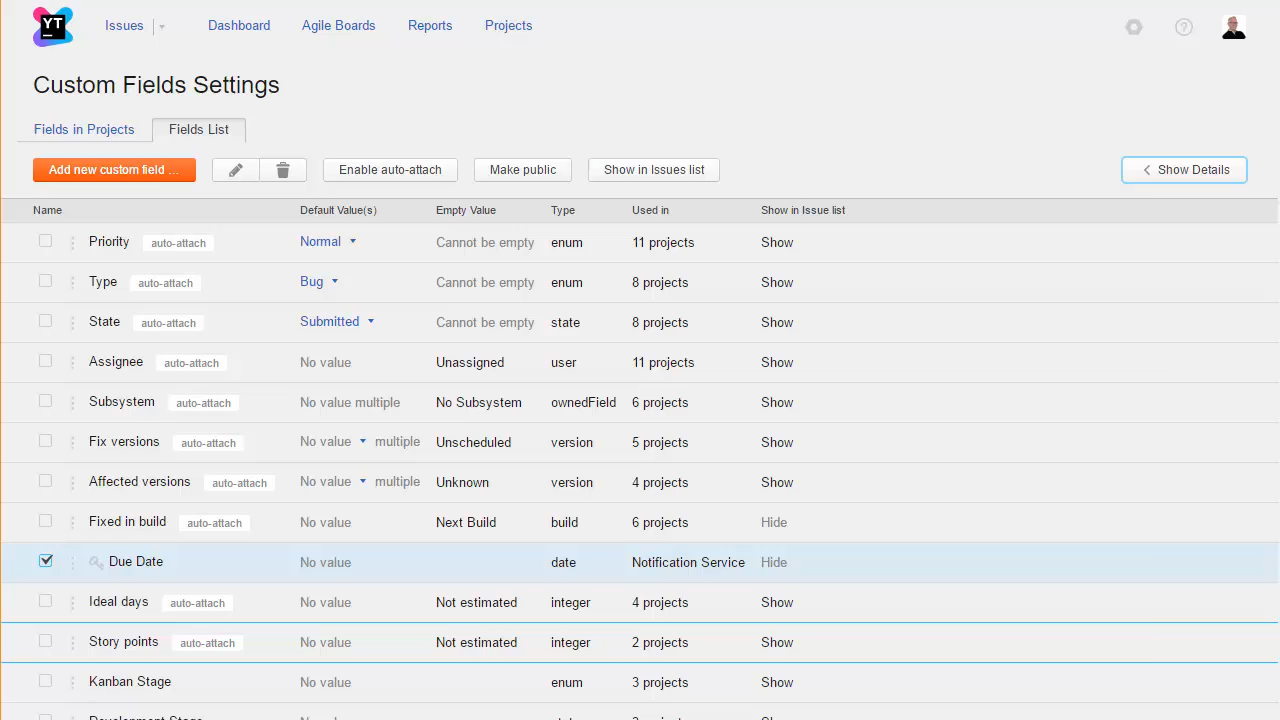 YT Issues Dashboard Agile Boards Reports Projects
Custom Fields Settings
Fields in Projects Fields List
Add new custom field ... Enable auto-attach Make public Show in Issues list Show Details
Name Default Value(s) Empty Value Type Used in Show in Issue list
Priority auto-attach Normal Cannot be empty enum 11 projects Show
Type auto-attach Bug Cannot be empty enum 8 projects Show
State auto-attach Submitted Cannot be empty state 8 projects Show
Assignee auto-attach No value Unassigned user 11 projects Show
Subsystem auto-attach No value multiple No Subsystem ownedField 6 projects Show
Fix versions auto-attach No value multiple Unscheduled version 5 projects Show
Affected versions auto-attach No value multiple Unknown version 4 projects Show
Fixed in build auto-attach No value Next Build build 6 projects Hide
Due Date No value date Notification Service Hide
Ideal days auto-attach No value Not estimated integer 4 projects Show
Story points auto-attach No value Not estimated integer 2 projects Show
Kanban Stage No value enum 3 projects Show